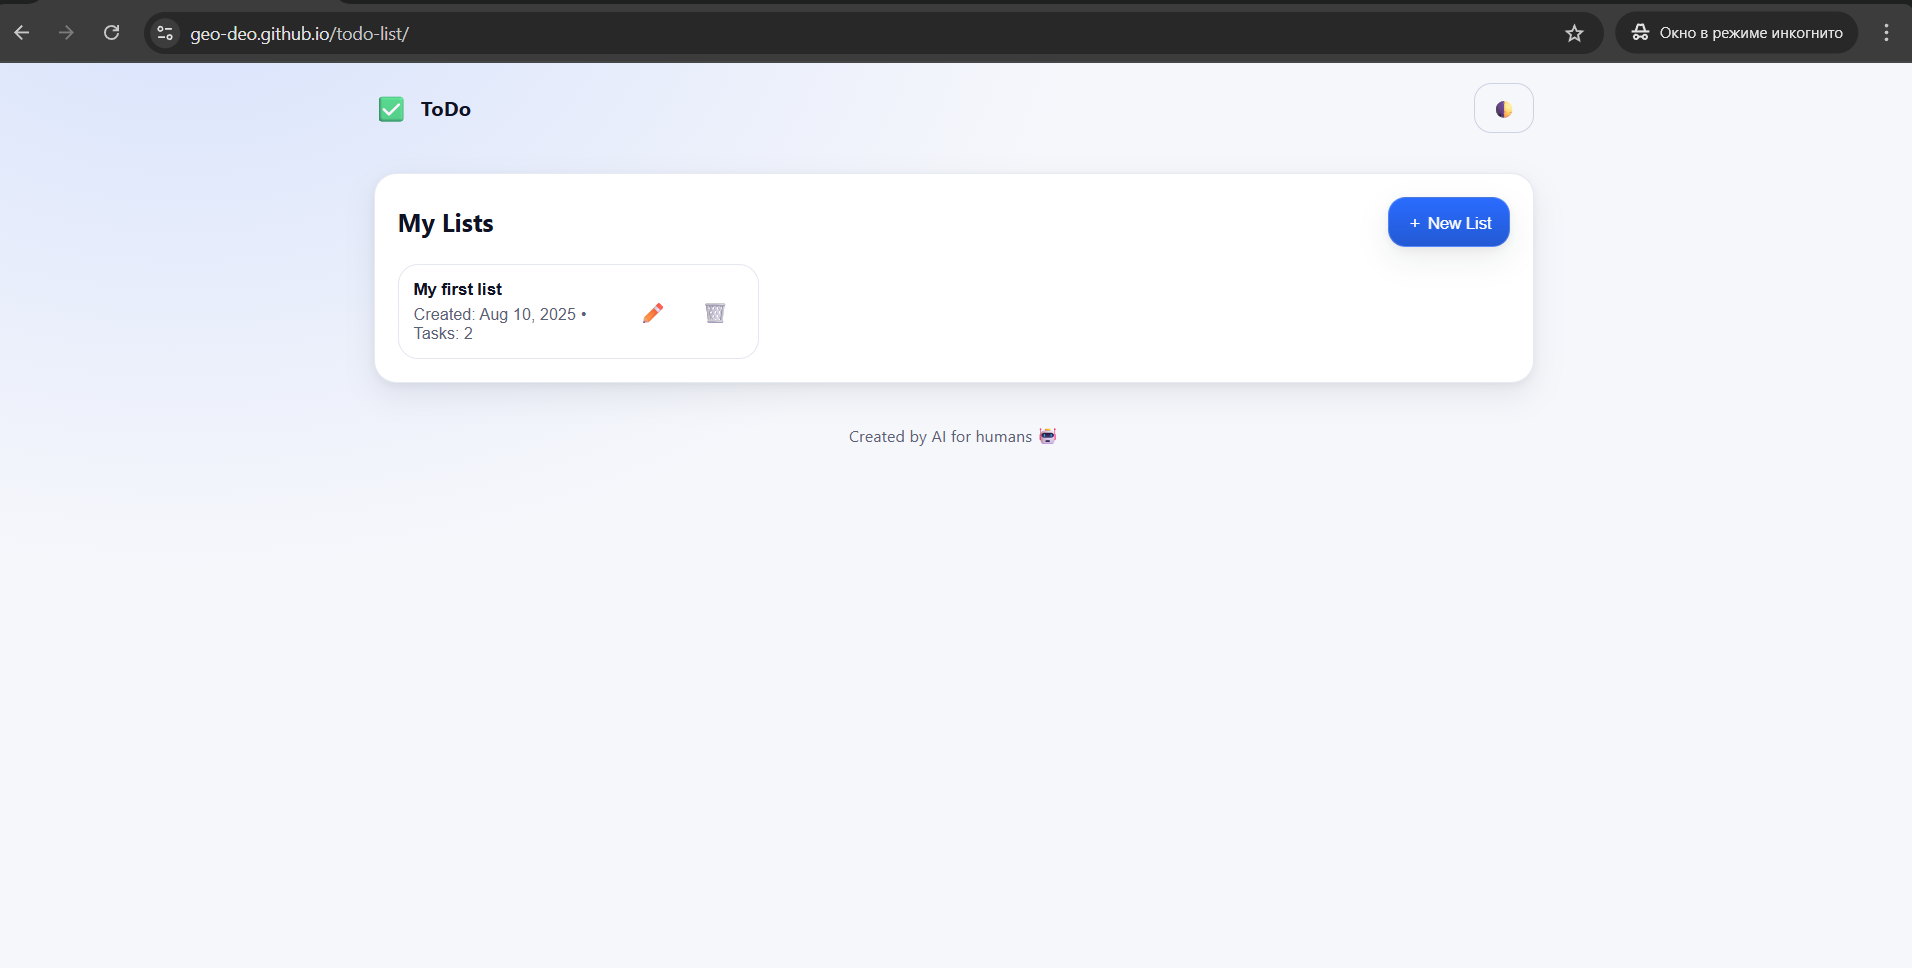 geo-deo.github.io/todo-list/
Окно в режиме инкогнито
ToDo
My Lists
+ New List
My first list
Created: Aug 10, 2025 •
Tasks: 2
Created by AI for humans